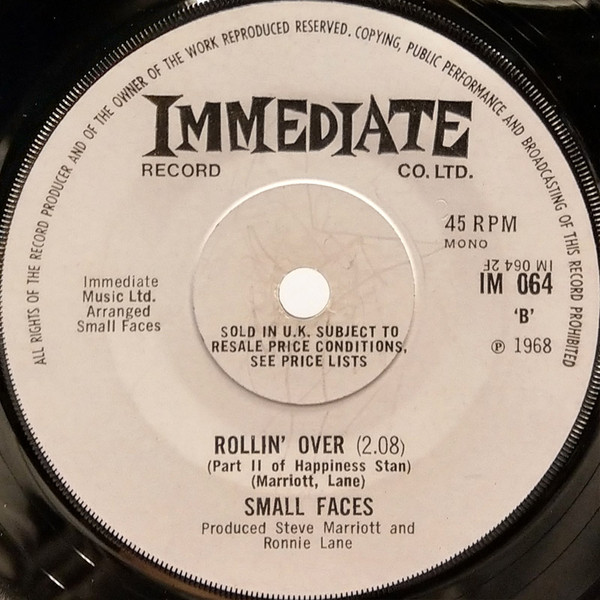 ALL RIGHTS OF THE RECORD PRODUCER AND OF THE OWNER OF THE WORK REPRODUCED RESERVED. COPYING, PUBLIC PERFORMANCE AND BROADCASTING OF THIS RECORD PROHIBITED
IMMEDIATE
RECORD CO. LTD.
45 RPM
MONO
IM 064 2F
IM 064
'B'
℗ 1968
Immediate
Music Ltd.
Arranged
Small Faces
SOLD IN U.K. SUBJECT TO
RESALE PRICE CONDITIONS,
SEE PRICE LISTS
ROLLIN' OVER (2.08)
(Part II of Happiness Stan)
(Marriott, Lane)
SMALL FACES
Produced Steve Marriott and
Ronnie Lane